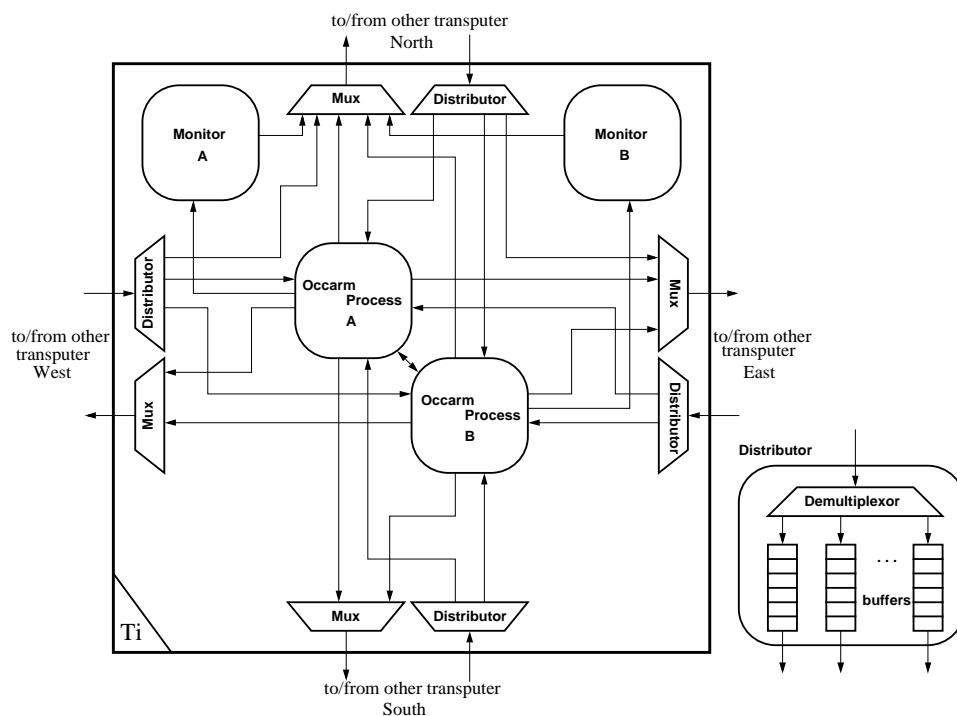 to/from other transputer
North
Mux
Distributor
Monitor
A
Monitor
B
Distributor
Occarm
Process
A
Mux
to/from other
transputer
West
to/from other
transputer
East
Mux
Occarm
Process
B
Distributor
Distributor
Demultiplexor
...
buffers
Mux
Distributor
Ti
to/from other transputer
South